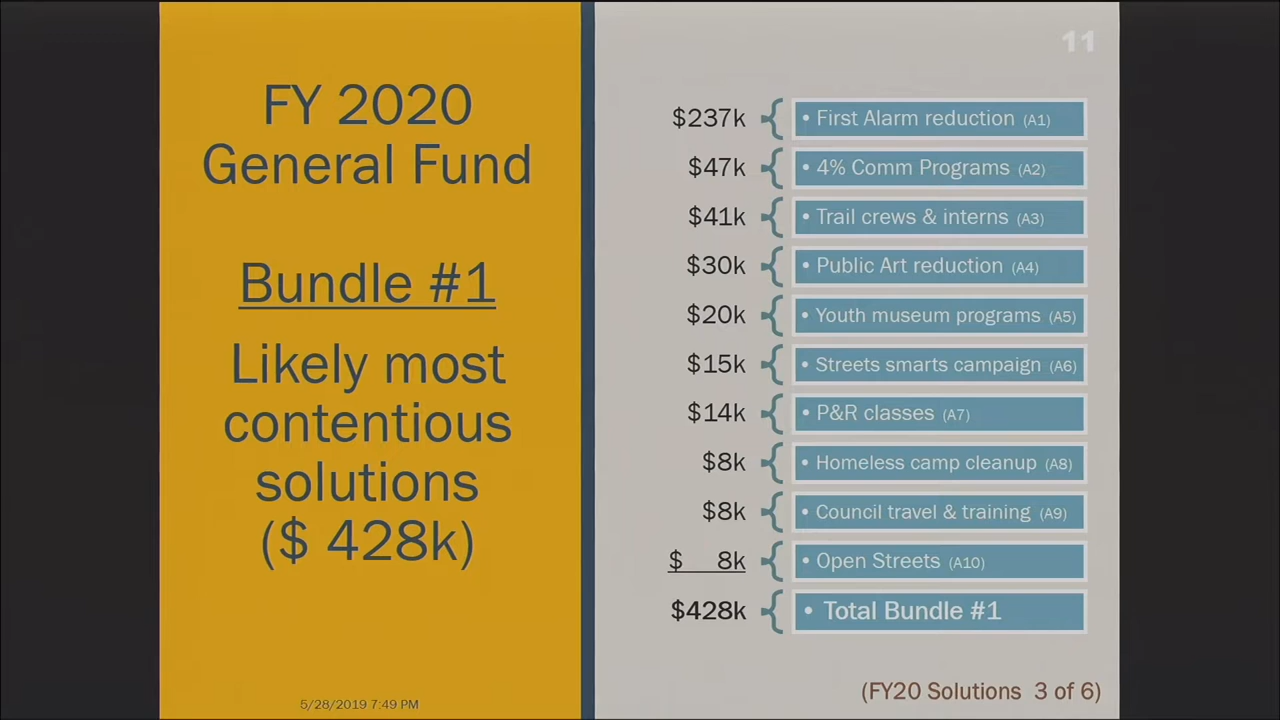 11
FY 2020
General Fund
Bundle #1
Likely most
contentious
solutions
($ 428k)
$237k • First Alarm reduction (A1)
$47k • 4% Comm Programs (A2)
$41k • Trail crews & interns (A3)
$30k • Public Art reduction (A4)
$20k • Youth museum programs (A5)
$15k • Streets smarts campaign (A6)
$14k • P&R classes (A7)
$8k • Homeless camp cleanup (A8)
$8k • Council travel & training (A9)
$ 8k • Open Streets (A10)
$428k • Total Bundle #1
(FY20 Solutions 3 of 6)
5/28/2019 7:49 PM